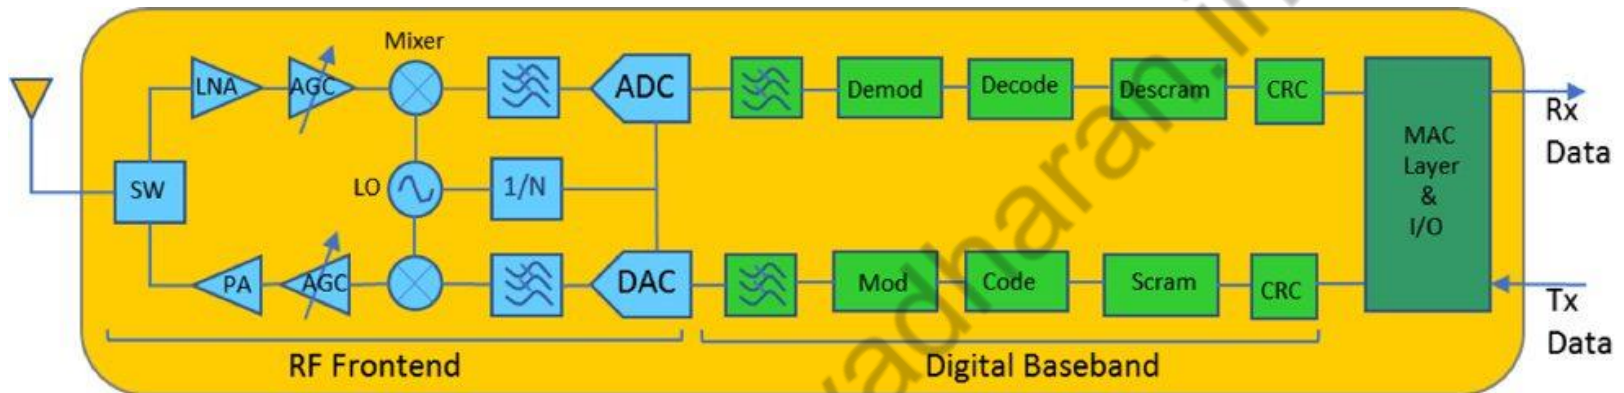 Mixer
LNA
AGC
ADC
Demod
Decode
Descram
CRC
Rx
Data
MAC
Layer
&
I/O
SW
LO
1/N
PA
AGC
DAC
Mod
Code
Scram
CRC
Tx
Data
RF Frontend
Digital Baseband